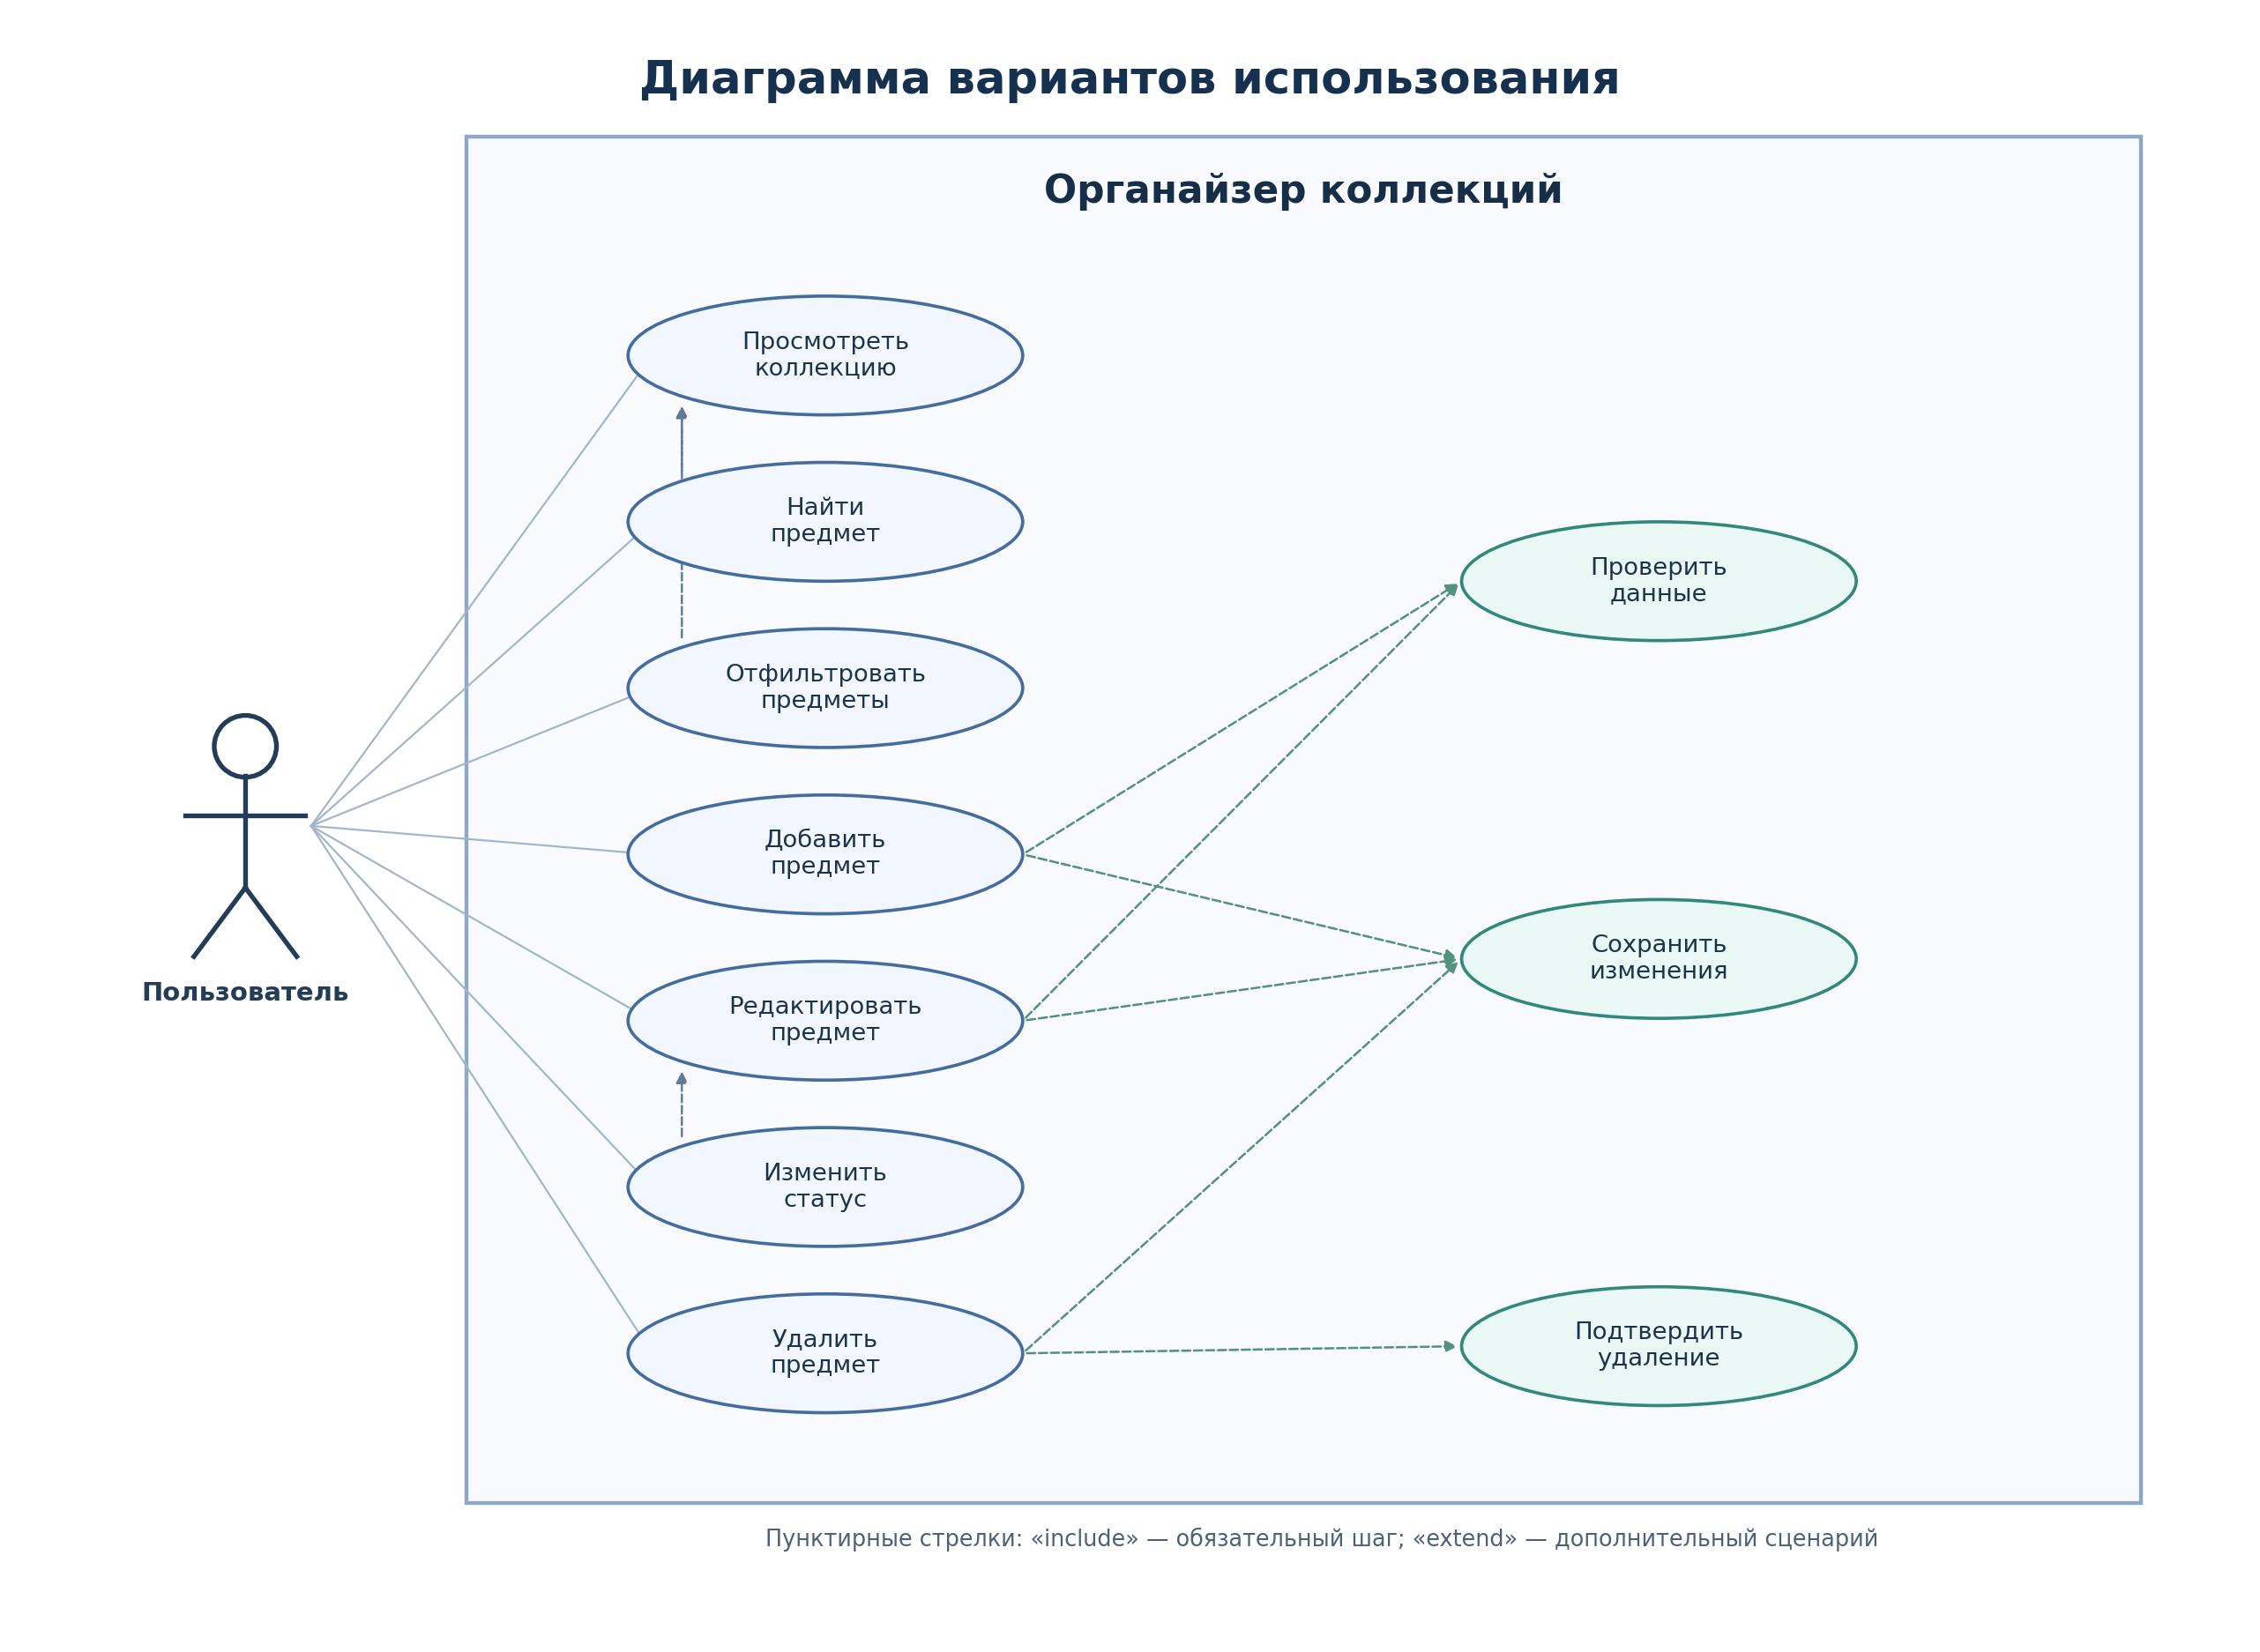 Диаграмма вариантов использования
Органайзер коллекций
Просмотреть
коллекцию
Найти
предмет
Проверить
данные
Отфильтровать
предметы
Добавить
предмет
Сохранить
изменения
Пользователь
Редактировать
предмет
Изменить
статус
Удалить
предмет
Подтвердить
удаление
Пунктирные стрелки: «include» — обязательный шаг; «extend» — дополнительный сценарий